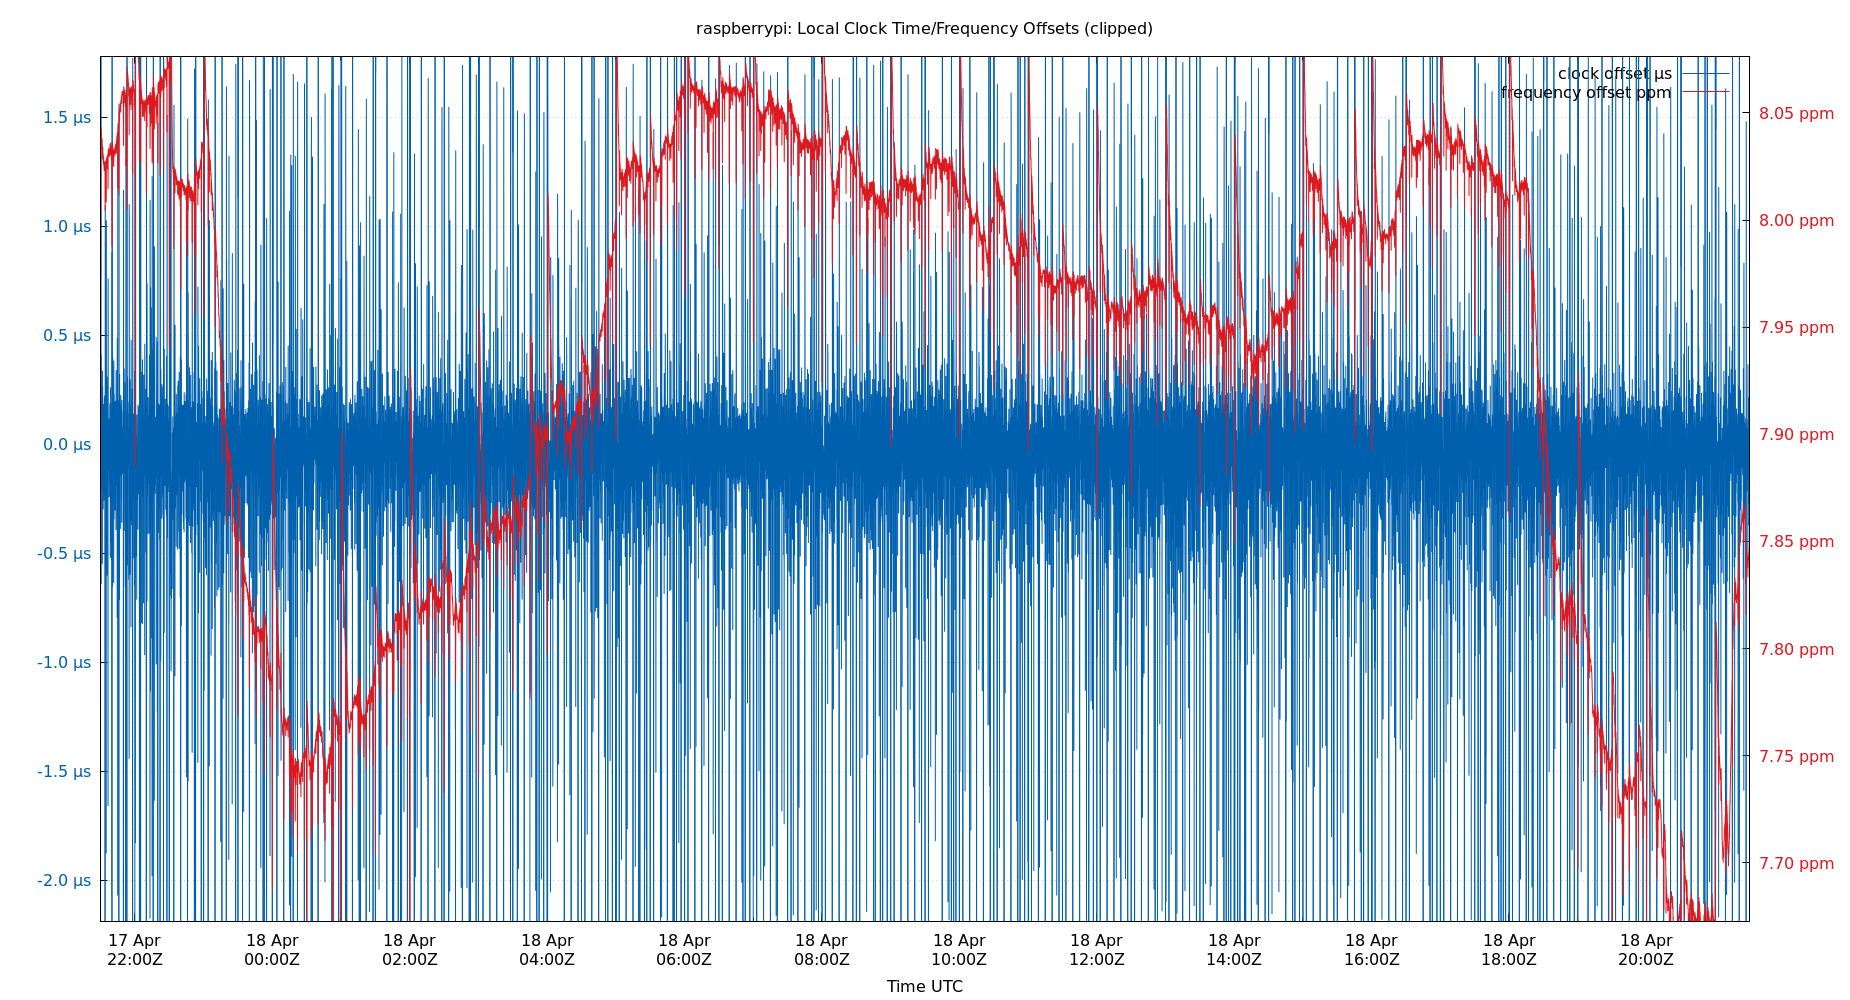 raspberrypi: Local Clock Time/Frequency Offsets (clipped)
clock offset µs
frequency offset ppm
1.5 µs
1.0 µs
0.5 µs
0.0 µs
-0.5 µs
-1.0 µs
-1.5 µs
-2.0 µs
8.05 ppm
8.00 ppm
7.95 ppm
7.90 ppm
7.85 ppm
7.80 ppm
7.75 ppm
7.70 ppm
17 Apr 18 Apr 18 Apr 18 Apr 18 Apr 18 Apr 18 Apr 18 Apr 18 Apr 18 Apr 18 Apr 18 Apr
22:00Z 00:00Z 02:00Z 04:00Z 06:00Z 08:00Z 10:00Z 12:00Z 14:00Z 16:00Z 18:00Z 20:00Z
Time UTC